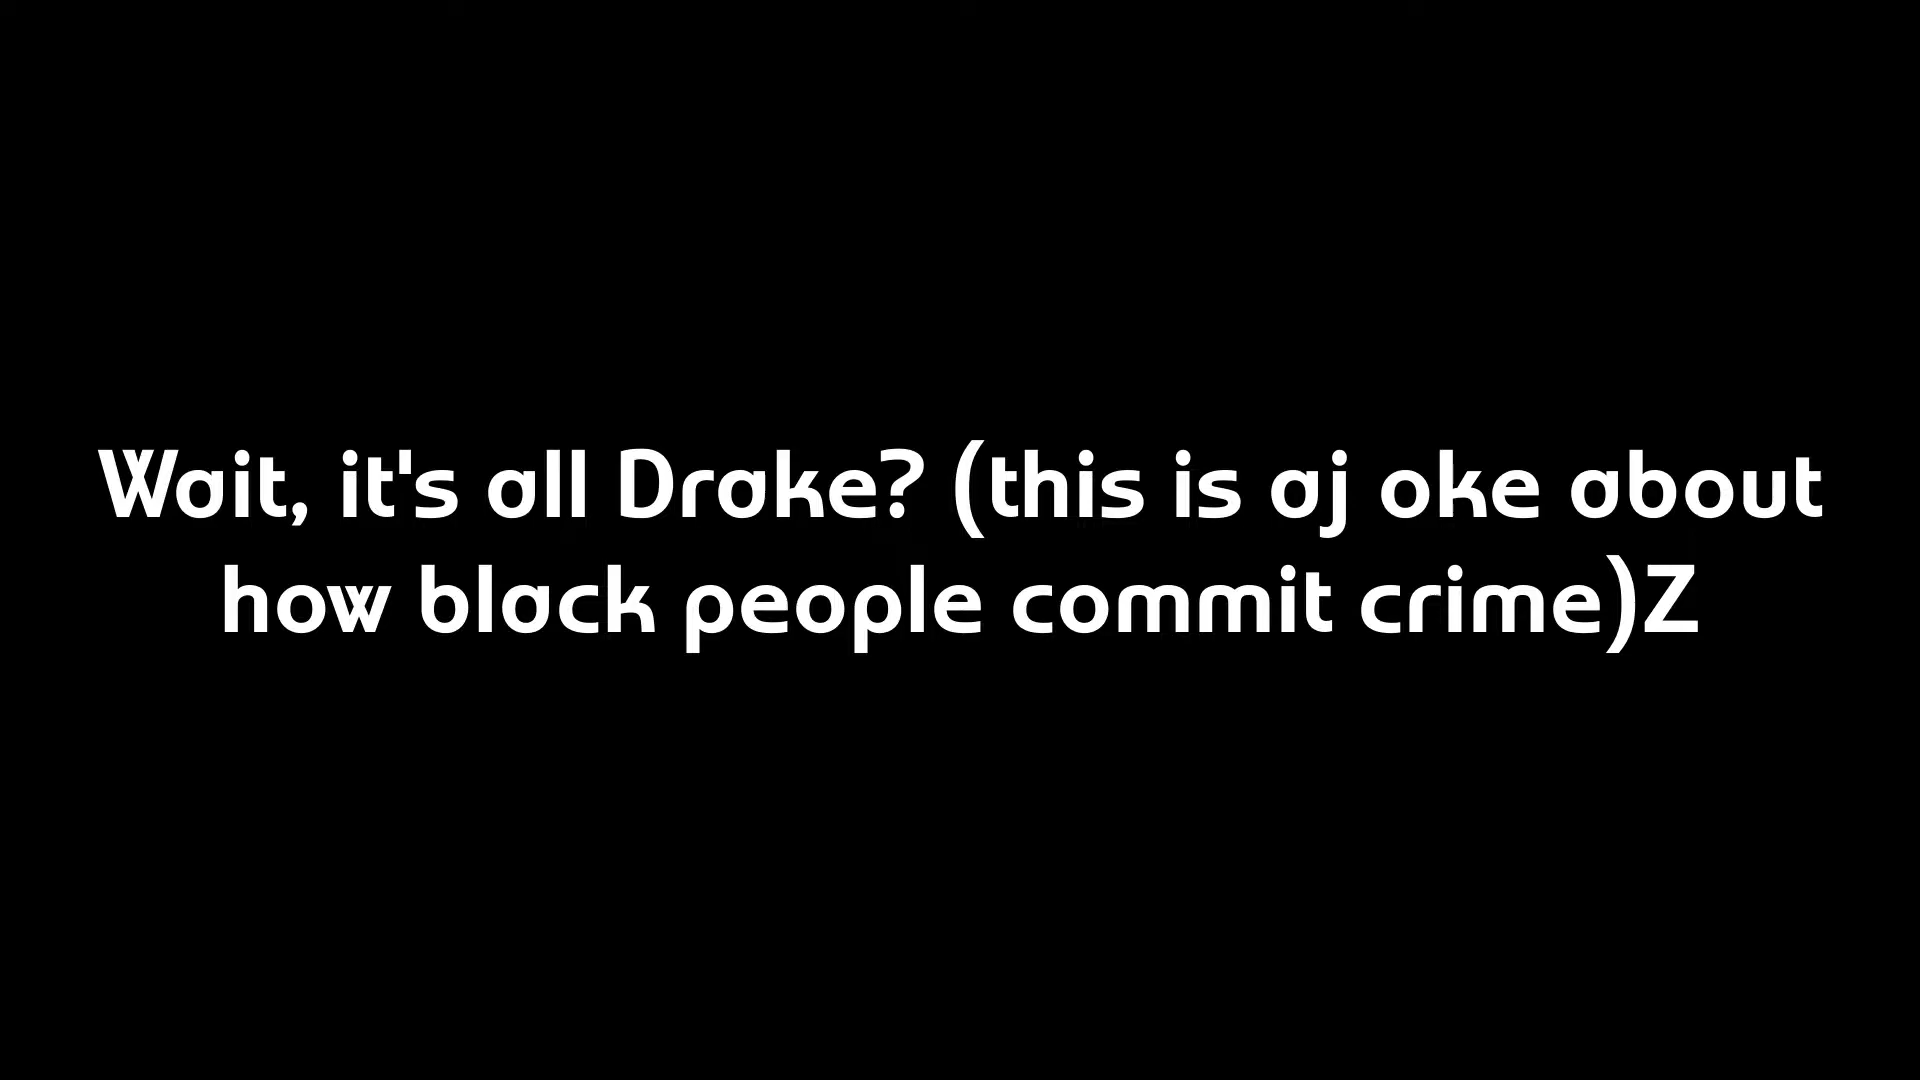 Wait, it's all Drake? (this is aj oke about
how black people commit crime)Z